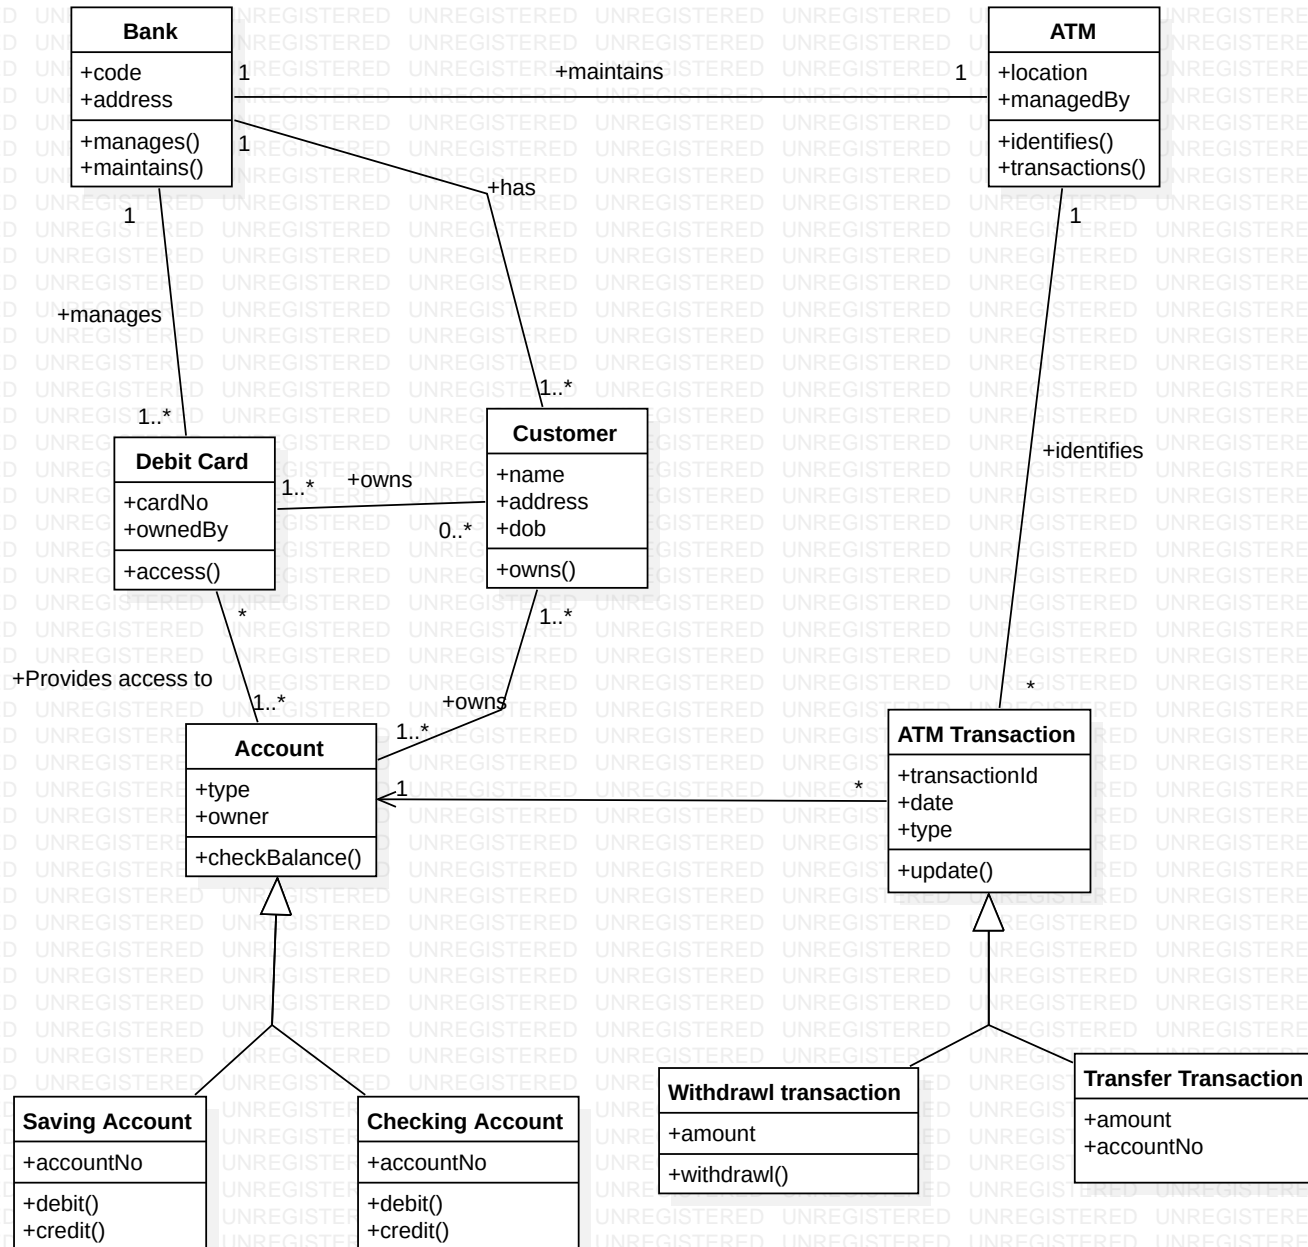 Bank
+code
+address
+manages()
+maintains()
1
+maintains
1
ATM
+location
+managedBy
+identifies()
+transactions()
1
+has
1
1
+manages
1..*
1..*
Debit Card
+cardNo
+ownedBy
+access()
1..*
+owns
0..*
Customer
+name
+address
+dob
+owns()
+identifies
*
1..*
+Provides access to
1..*
+owns
1..*
*
Account
+type
+owner
+checkBalance()
1
*
ATM Transaction
+transactionId
+date
+type
+update()
Saving Account
+accountNo
+debit()
+credit()
Checking Account
+accountNo
+debit()
+credit()
Withdrawl transaction
+amount
+withdrawl()
Transfer Transaction
+amount
+accountNo
UNREGISTERED